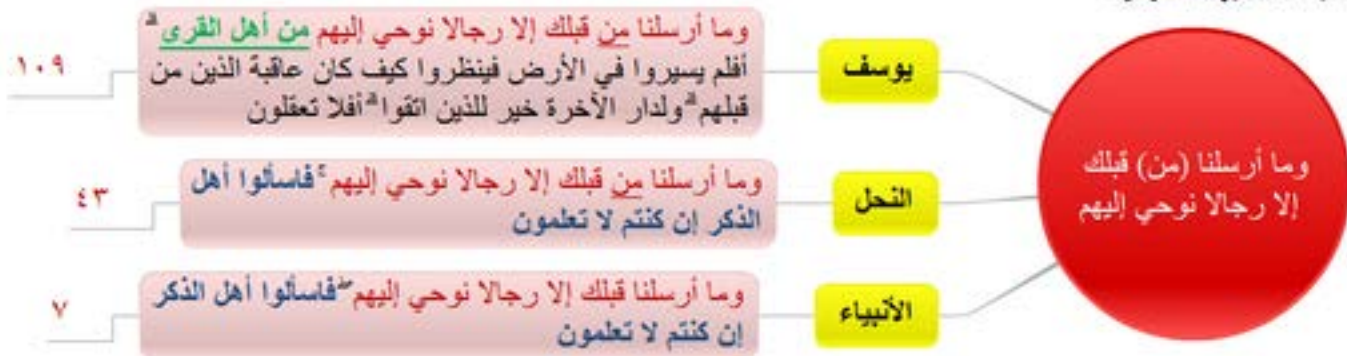 وما أرسلنا (من) قبلك
إلا رجالا نوحي إليهم
يوسف
وما أرسلنا من قبلك إلا رجالا نوحي إليهم من أهل القرى
أفلم يسيروا في الأرض فينظروا كيف كان عاقبة الذين من
قبلهم ولدار الأخرة خير للذين اتقوا أفلا تعقلون
١٠٩
النحل
وما أرسلنا من قبلك إلا رجالا نوحي إليهم فاسألوا أهل
الذكر إن كنتم لا تعلمون
٤٣
الأنبياء
وما أرسلنا قبلك إلا رجالا نوحي إليهم فاسألوا أهل الذكر
إن كنتم لا تعلمون
٧